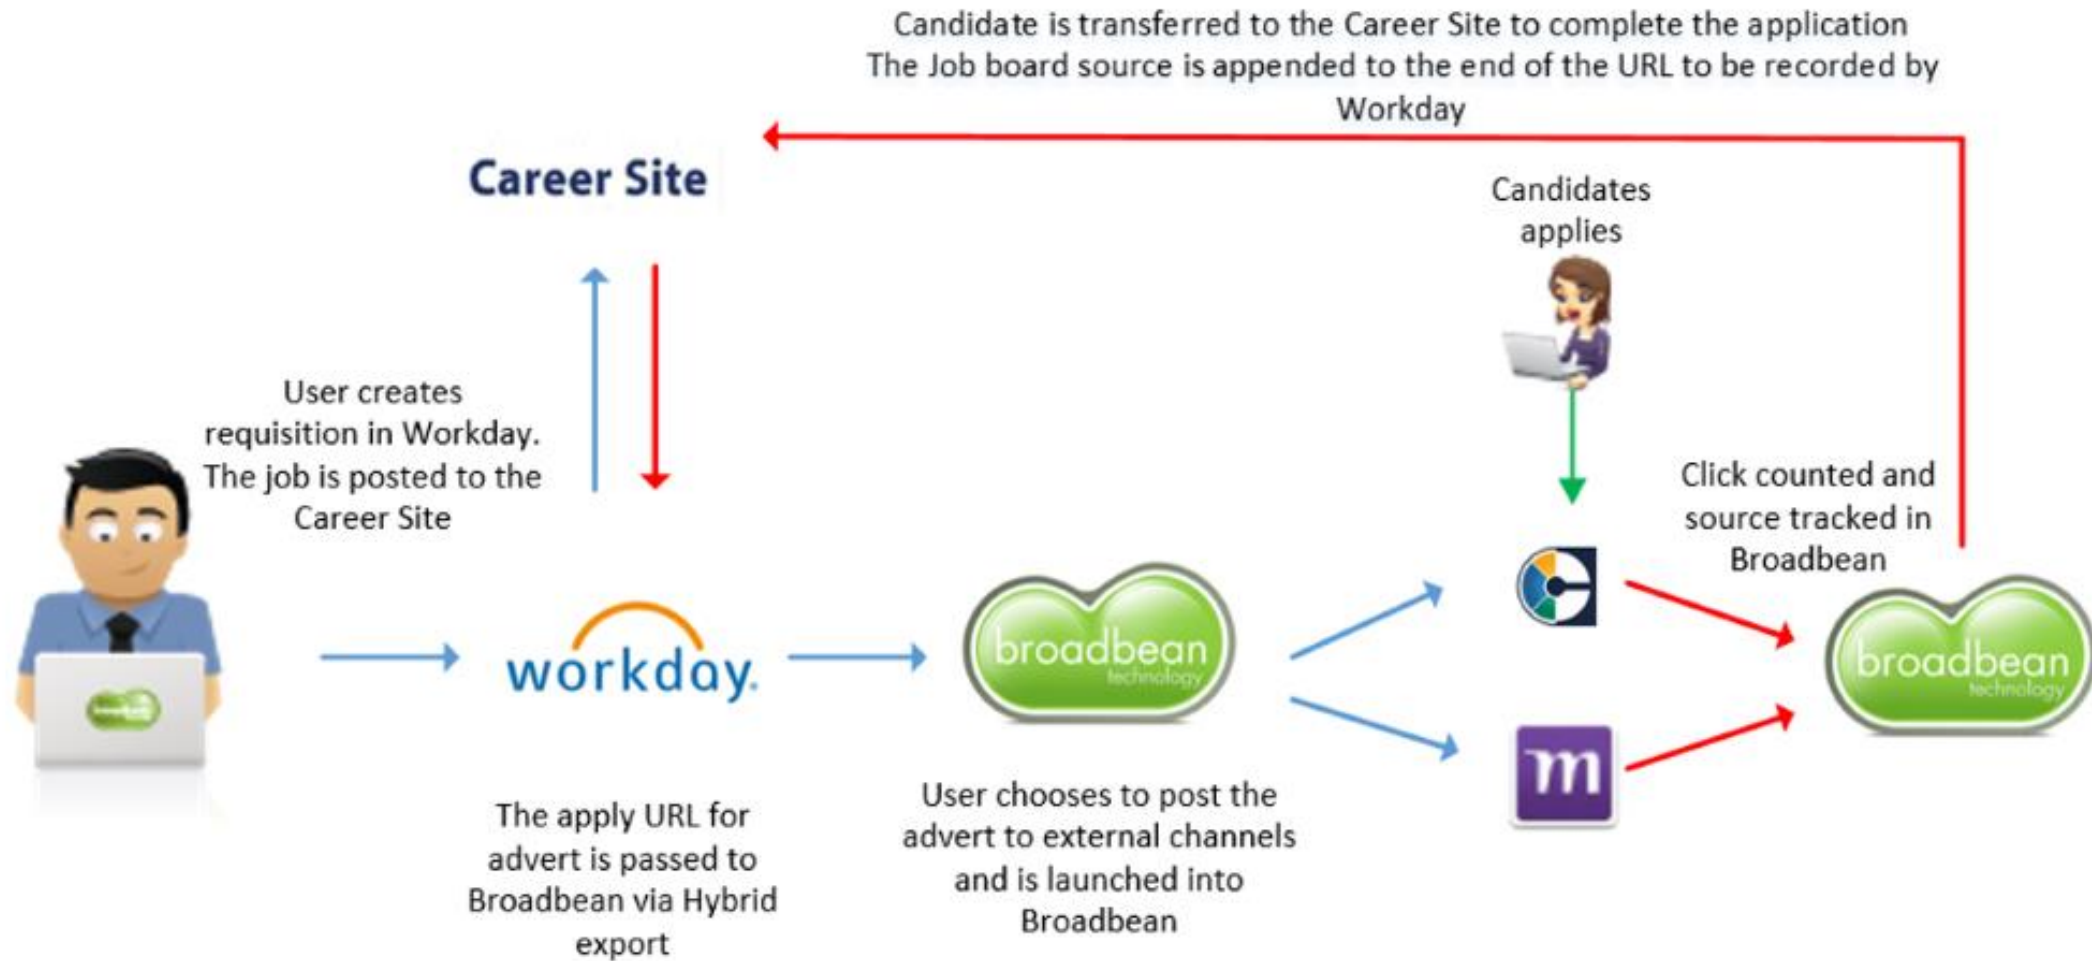 Candidate is transferred to the Career Site to complete the application
The Job board source is appended to the end of the URL to be recorded by
Workday
Career Site
Candidates
applies
User creates
requisition in Workday.
The job is posted to the
Career Site
Click counted and
source tracked in
Broadbean
workday.
broadbean
technology
broadbean
technology
m
The apply URL for
advert is passed to
Broadbean via Hybrid
export
User chooses to post the
advert to external channels
and is launched into
Broadbean